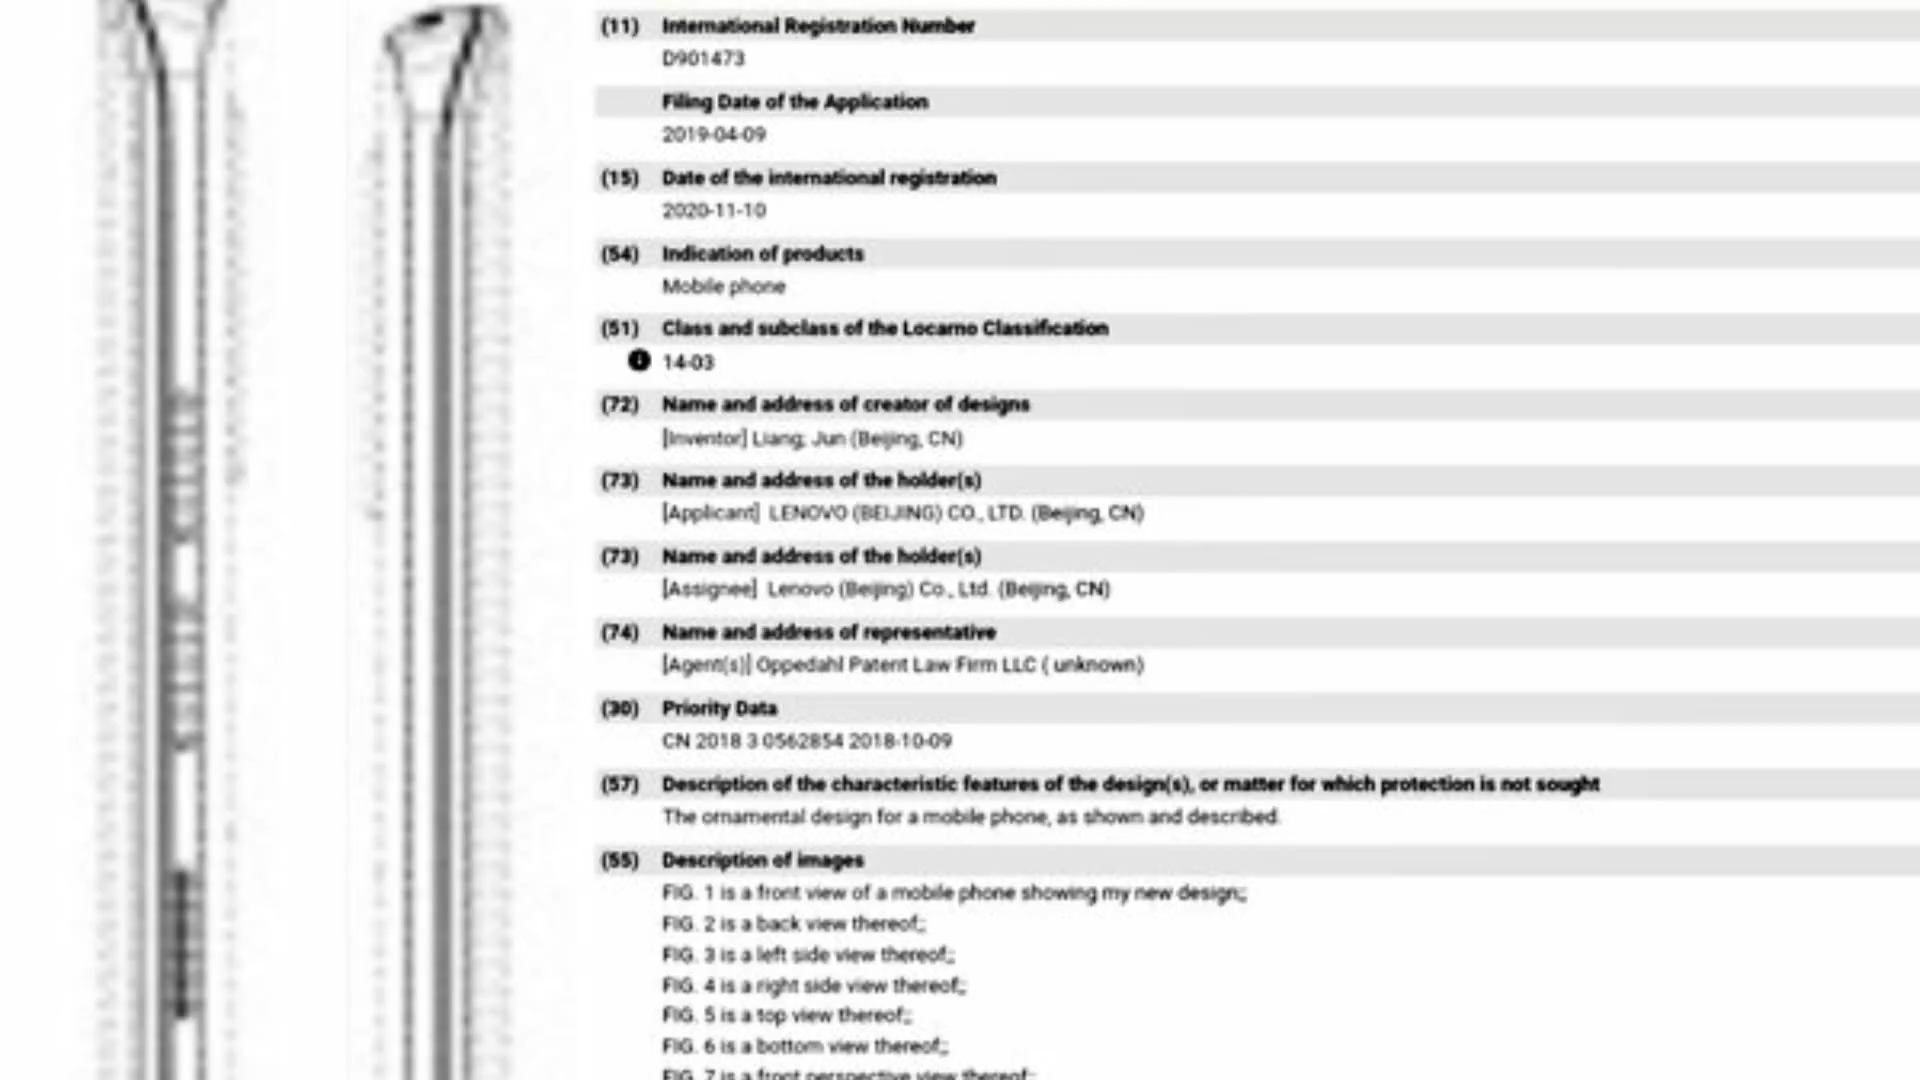 (11) International Registration Number
D901473
Filing Date of the Application
2019-04-09
(15) Date of the international registration
2020-11-10
(54) Indication of products
Mobile phone
(51) Class and subclass of the Locarno Classification
14-03
(72) Name and address of creator of designs
[Inventor] Liang; Jun (Beijing, CN)
(73) Name and address of the holder(s)
[Applicant] LENOVO (BEIJING) CO., LTD. (Beijing, CN)
(73) Name and address of the holder(s)
[Assignee] Lenovo (Beijing) Co., Ltd. (Beijing, CN)
(74) Name and address of representative
[Agent(s)] Oppedahl Patent Law Firm LLC ( unknown)
(30) Priority Data
CN 2018 3 0562854 2018-10-09
(57) Description of the characteristic features of the design(s), or matter for which protection is not sought
The ornamental design for a mobile phone, as shown and described.
(55) Description of images
FIG. 1 is a front view of a mobile phone showing my new design;;
FIG. 2 is a back view thereof;;
FIG. 3 is a left side view thereof;;
FIG. 4 is a right side view thereof;;
FIG. 5 is a top view thereof;;
FIG. 6 is a bottom view thereof;;
FIG. 7 is a front perspective view thereof;;